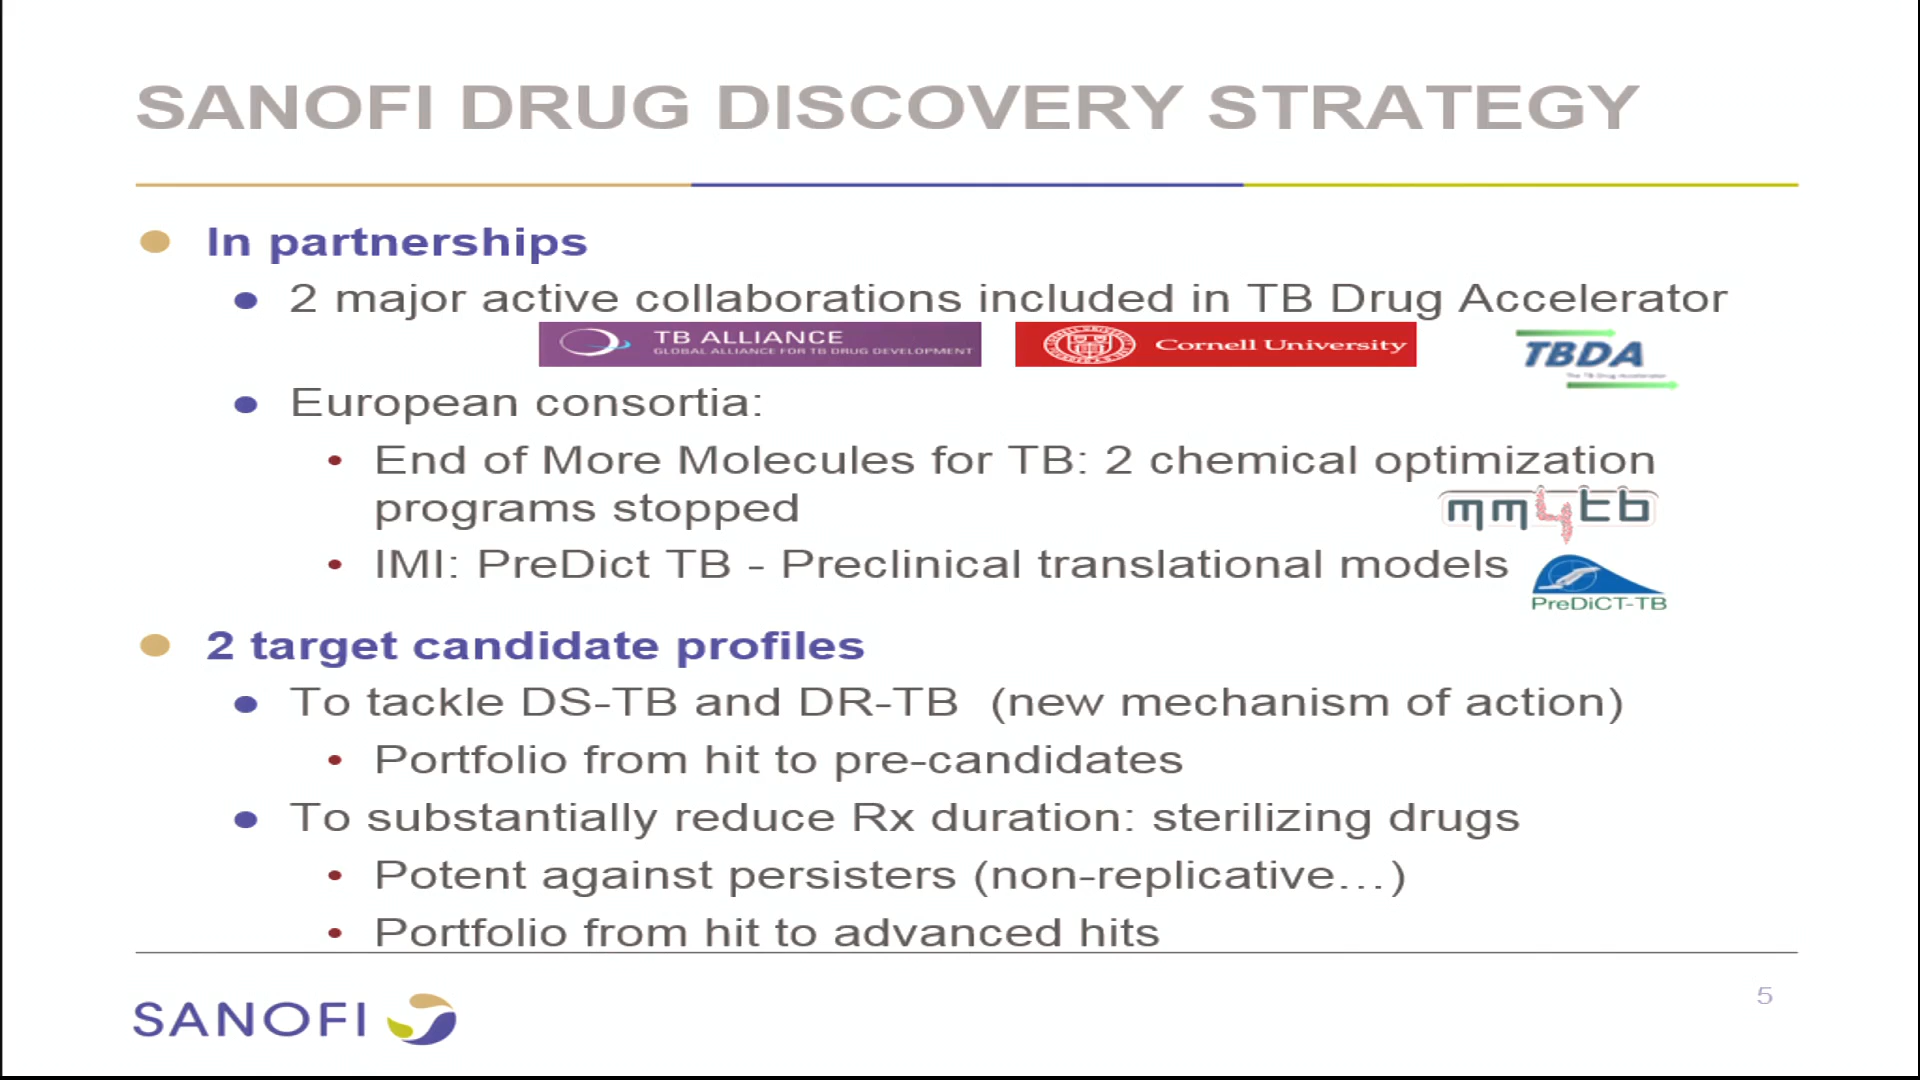 SANOFI DRUG DISCOVERY STRATEGY
In partnerships
2 major active collaborations included in TB Drug Accelerator
TB ALLIANCE
GLOBAL ALLIANCE FOR TB DRUG DEVELOPMENT
Cornell University
TBDA
The TB Drug Accelerator
European consortia:
End of More Molecules for TB: 2 chemical optimization
programs stopped
mm4tb
IMI: PreDict TB - Preclinical translational models
PreDiCT-TB
2 target candidate profiles
To tackle DS-TB and DR-TB (new mechanism of action)
Portfolio from hit to pre-candidates
To substantially reduce Rx duration: sterilizing drugs
Potent against persisters (non-replicative…)
Portfolio from hit to advanced hits
SANOFI
5